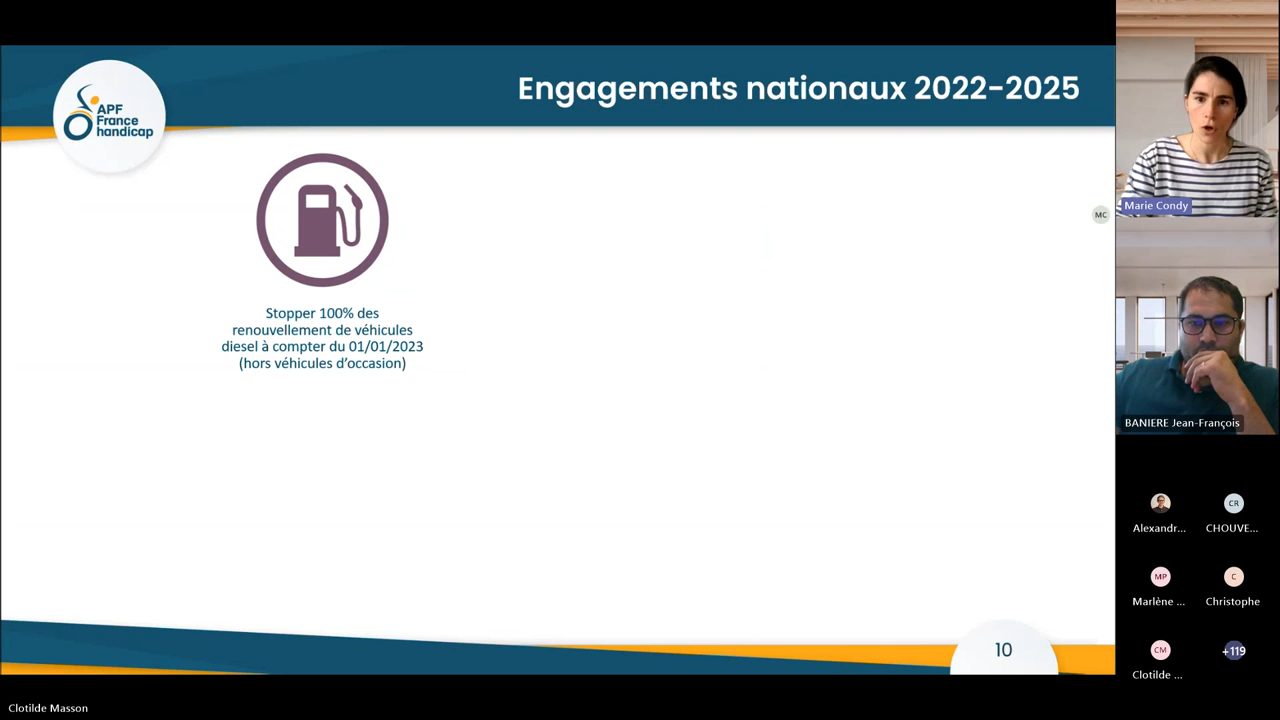 Engagements nationaux 2022-2025
APF
France
handicap
Stopper 100% des
renouvellement de véhicules
diesel à compter du 01/01/2023
(hors véhicules d'occasion)
10
Marie Condy
MC
BANIERE Jean-François
CR
Alexandr...
CHOUVE...
MP
C
Marlène ...
Christophe
CM
+119
Clotilde ...
Clotilde Masson